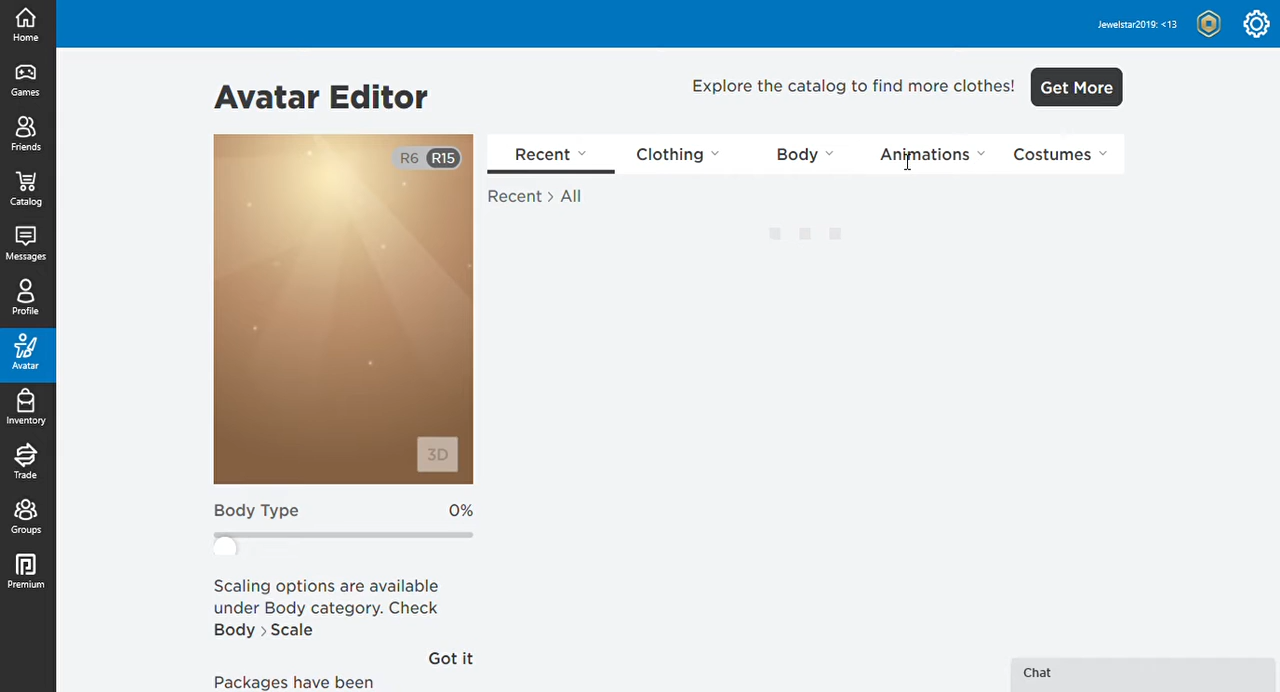 Jewelstar2019: <13
Home
Games
Friends
Catalog
Messages
Profile
Avatar
Inventory
Trade
Groups
Premium
Avatar Editor
Explore the catalog to find more clothes!
Get More
R6 R15
3D
Recent Clothing Body Animations Costumes
Recent > All
Body Type 0%
Scaling options are available
under Body category. Check
Body > Scale
Got it
Packages have been
Chat